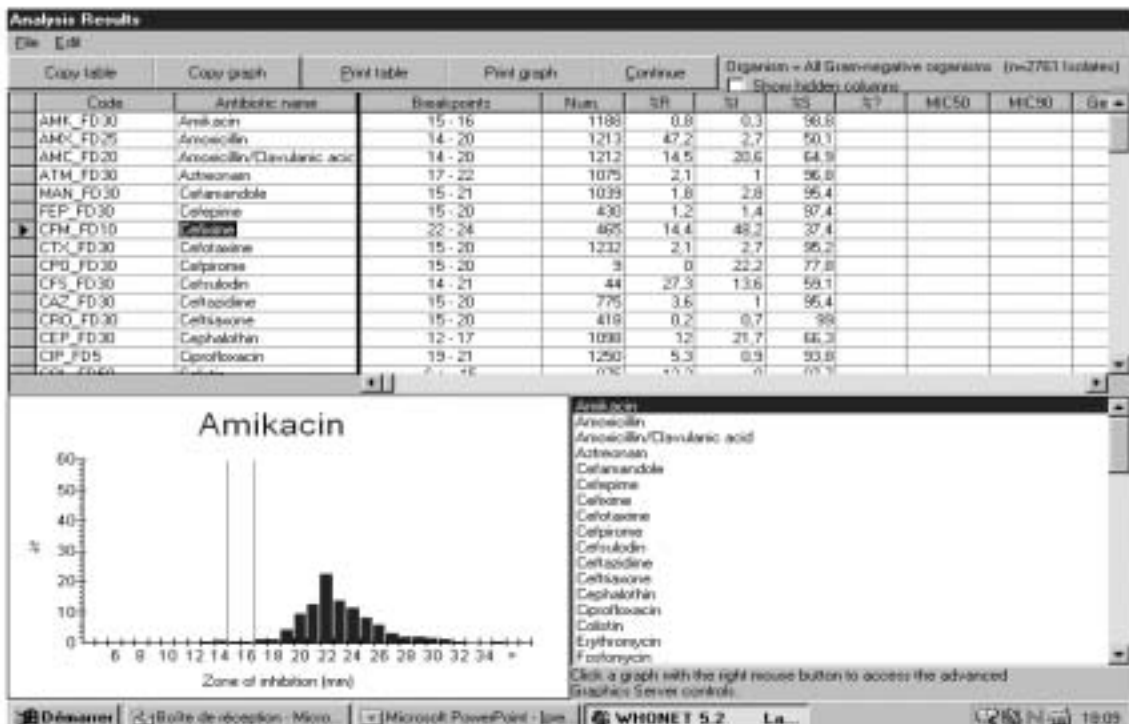 Analysis Results
File Edit
Copy table Copy graph Print table Print graph Continue Organism = All Gram-negative organisms (n=2763 Isolates)
Show hidden columns
Code Antibiotic name Breakpoints Num. %R %I %S %? MIC50 MIC90 Ge
AMK_FD30 Amikacin 15 - 16 1188 0,8 0,3 98,8
AMX_FD25 Amoxicillin 14 - 20 1213 47,2 2,7 50,1
AMC_FD20 Amoxicillin/Clavulanic acid 14 - 20 1212 14,5 20,6 64,9
ATM_FD30 Aztreonam 17 - 22 1075 2,1 1 96,8
MAN_FD30 Cefamandole 15 - 21 1039 1,8 2,8 95,4
FEP_FD30 Cefepime 15 - 20 430 1,2 1,4 97,4
CFM_FD10 Cefixime 22 - 24 465 14,4 48,2 37,4
CTX_FD30 Cefotaxime 15 - 20 1232 2,1 2,7 95,2
CPO_FD30 Cefpirome 15 - 20 9 0 22,2 77,8
CFS_FD30 Cefsulodin 14 - 21 44 27,3 13,6 59,1
CAZ_FD30 Ceftazidime 15 - 20 775 3,6 1 95,4
CRO_FD30 Ceftriaxone 15 - 20 418 0,2 0,7 99
CEP_FD30 Cephalothin 12 - 17 1098 12 21,7 66,3
CIP_FD5 Ciprofloxacin 19 - 21 1250 5,3 0,9 93,8
Colistin
Amikacin
60
50
40
30
20
10
0
%
6 8 10 12 14 16 18 20 22 24 26 28 30 32 34 +
Zone of inhibition (mm)
Amikacin
Amoxicillin
Amoxicillin/Clavulanic acid
Aztreonam
Cefamandole
Cefepime
Cefixime
Cefotaxime
Cefpirome
Cefsulodin
Ceftazidime
Ceftriaxone
Cephalothin
Ciprofloxacin
Colistin
Erythromycin
Fosfomycin
Click a graph with the right mouse button to access the advanced
Graphics Server controls.
Démarrer Boîte de réception - Micro... Microsoft PowerPoint - [pre... WHONET 5.2 La... 18:09